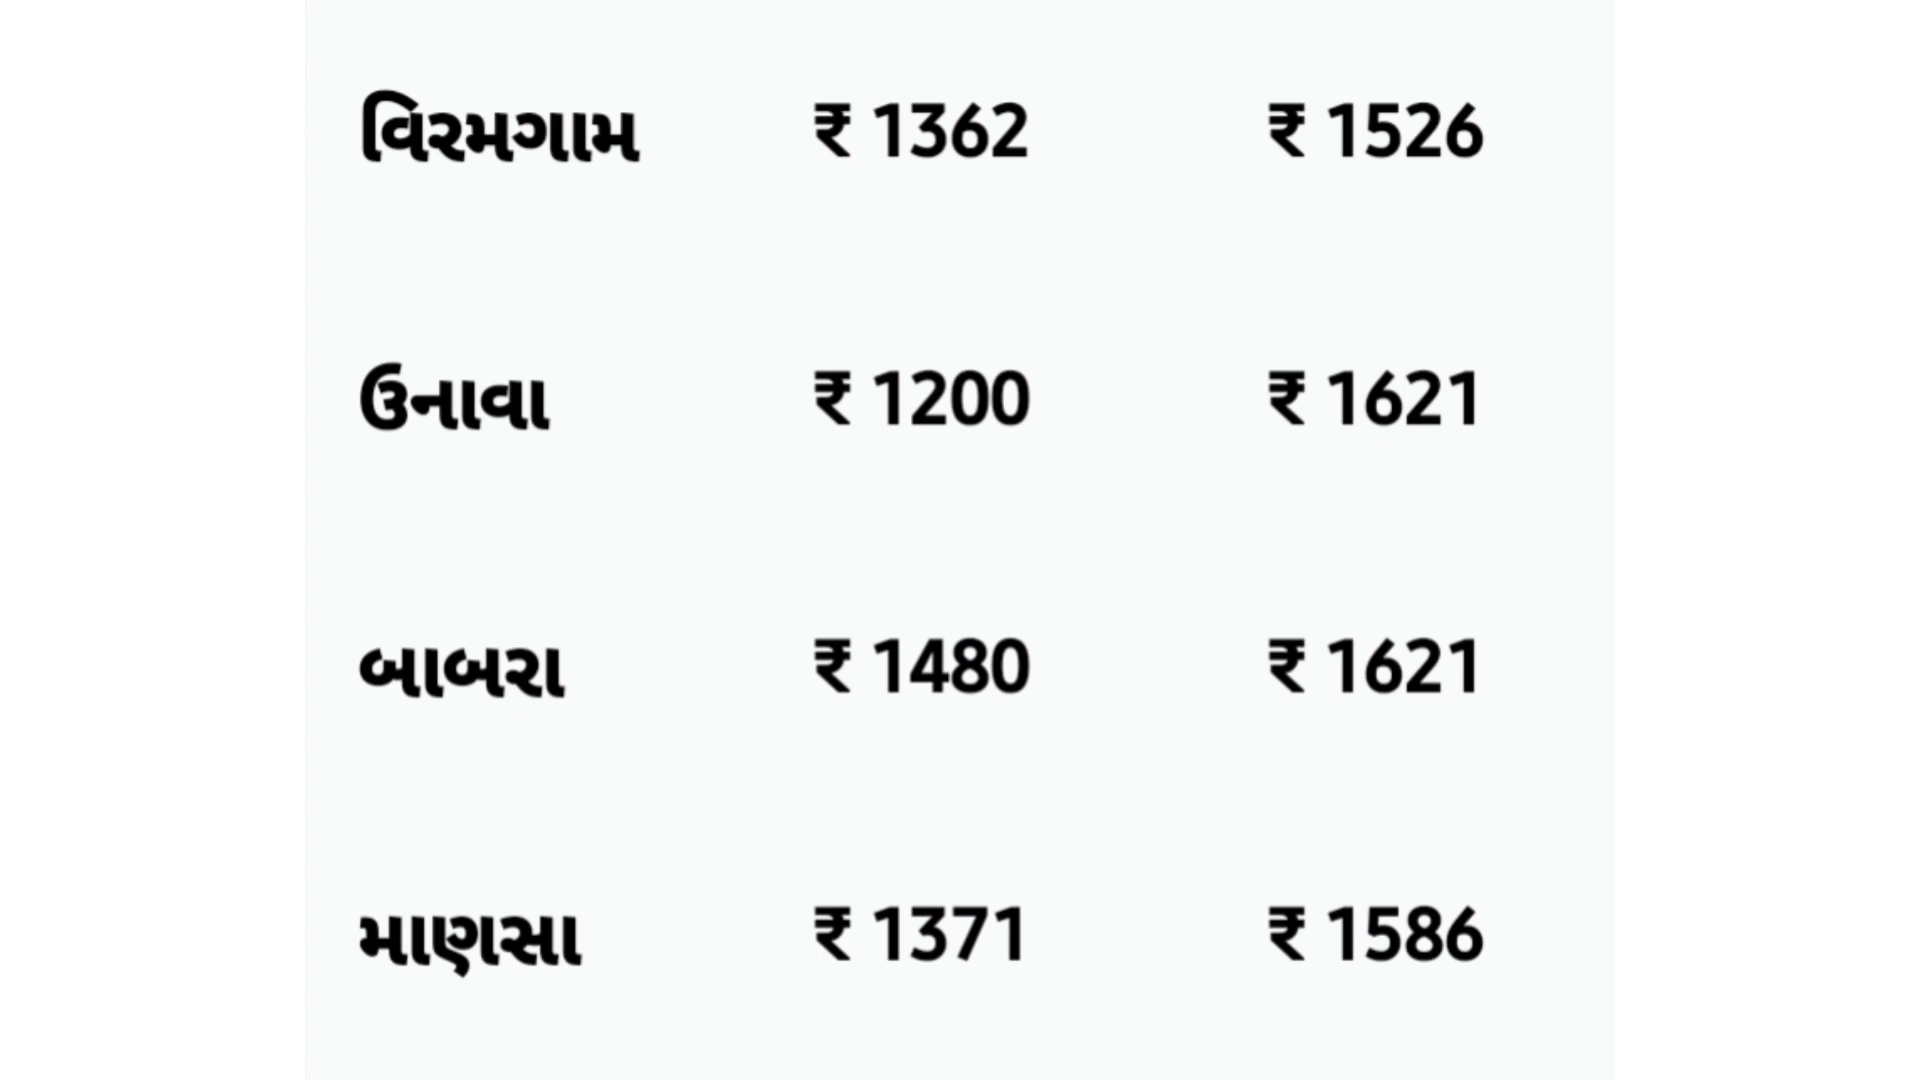 વિરમગામ ₹ 1362 ₹ 1526
ઉનાવા ₹ 1200 ₹ 1621
બાબરા ₹ 1480 ₹ 1621
માણસા ₹ 1371 ₹ 1586